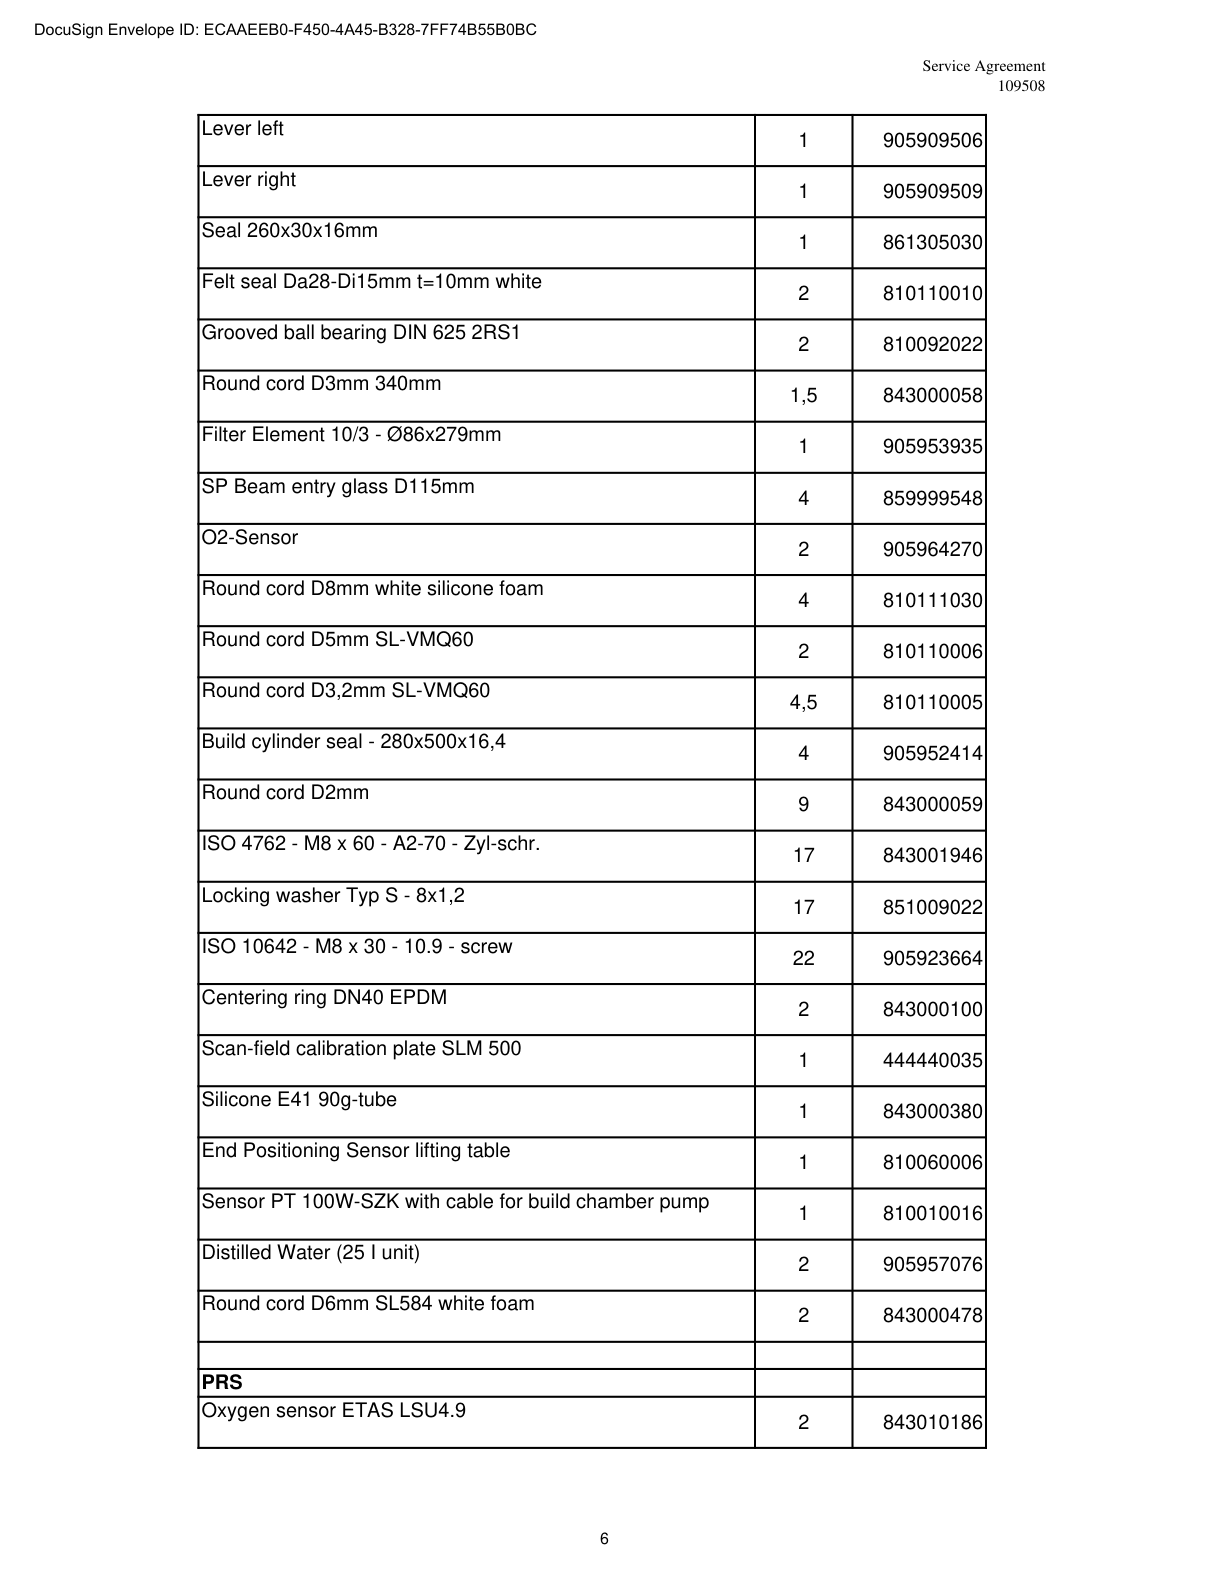 DocuSign Envelope ID: ECAAEEB0-F450-4A45-B328-7FF74B55B0BC
Service Agreement
109508
Lever left 1 905909506
Lever right 1 905909509
Seal 260x30x16mm 1 861305030
Felt seal Da28-Di15mm t=10mm white 2 810110010
Grooved ball bearing DIN 625 2RS1 2 810092022
Round cord D3mm 340mm 1,5 843000058
Filter Element 10/3 - Ø86x279mm 1 905953935
SP Beam entry glass D115mm 4 859999548
O2-Sensor 2 905964270
Round cord D8mm white silicone foam 4 810111030
Round cord D5mm SL-VMQ60 2 810110006
Round cord D3,2mm SL-VMQ60 4,5 810110005
Build cylinder seal - 280x500x16,4 4 905952414
Round cord D2mm 9 843000059
ISO 4762 - M8 x 60 - A2-70 - Zyl-schr. 17 843001946
Locking washer Typ S - 8x1,2 17 851009022
ISO 10642 - M8 x 30 - 10.9 - screw 22 905923664
Centering ring DN40 EPDM 2 843000100
Scan-field calibration plate SLM 500 1 444440035
Silicone E41 90g-tube 1 843000380
End Positioning Sensor lifting table 1 810060006
Sensor PT 100W-SZK with cable for build chamber pump 1 810010016
Distilled Water (25 l unit) 2 905957076
Round cord D6mm SL584 white foam 2 843000478
PRS
Oxygen sensor ETAS LSU4.9 2 843010186
6